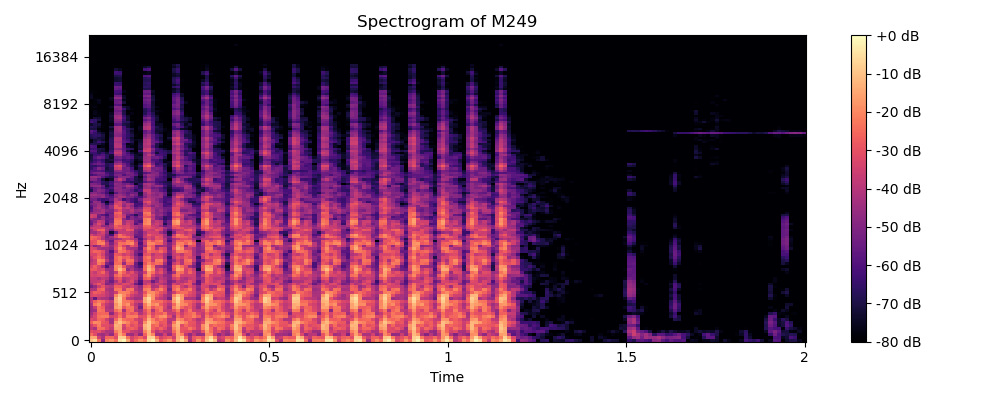 Spectrogram of M249
16384
8192
4096
2048
1024
512
0
Hz
0
0.5
1
1.5
2
Time
+0 dB
-10 dB
-20 dB
-30 dB
-40 dB
-50 dB
-60 dB
-70 dB
-80 dB